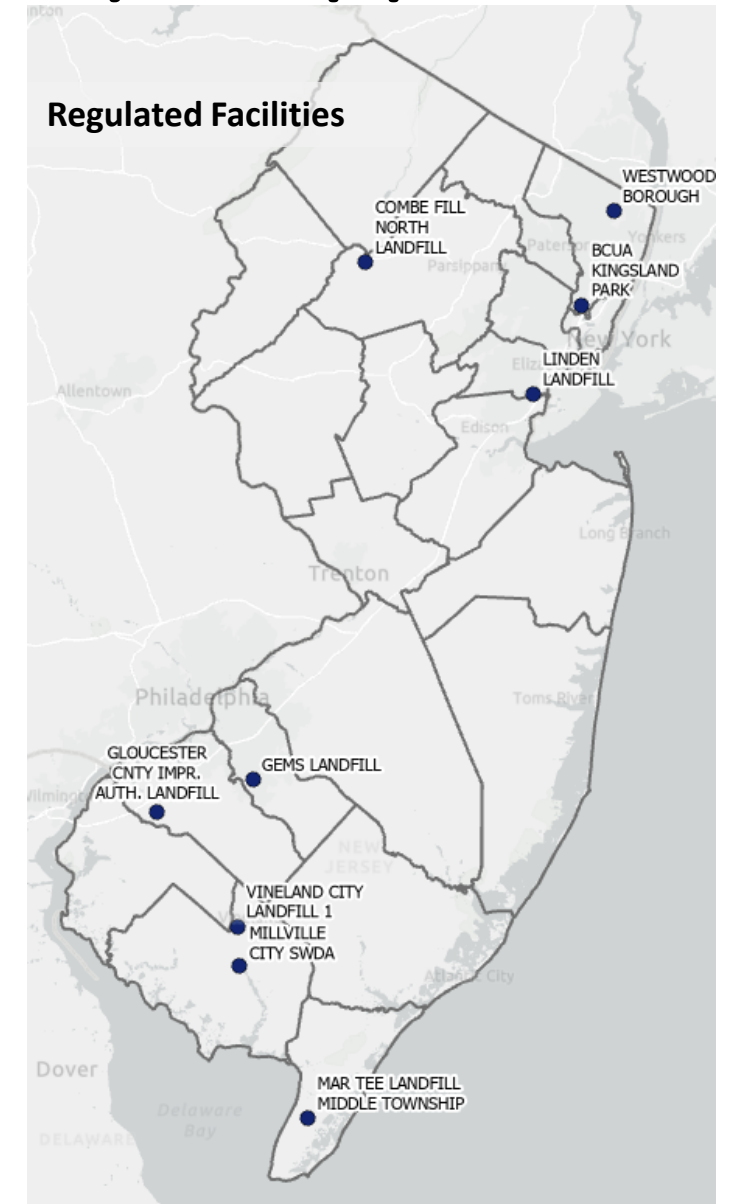 Regulated Facilities
WESTWOOD
BOROUGH
COMBE FILL
NORTH
LANDFILL
Yonkers
Paterson
BCUA
KINGSLAND
PARK
Parsippany
New York
LINDEN
LANDFILL
Allentown
Edison
Long Branch
Trenton
Toms River
Philadelphia
GLOUCESTER
CNTY IMPR.
AUTH. LANDFILL
GEMS LANDFILL
NEW
JERSEY
VINELAND CITY
LANDFILL 1
MILLVILLE
CITY SWDA
Atlantic City
Dover
MAR TEE LANDFILL
MIDDLE TOWNSHIP
Delaware
Bay
DELAWARE